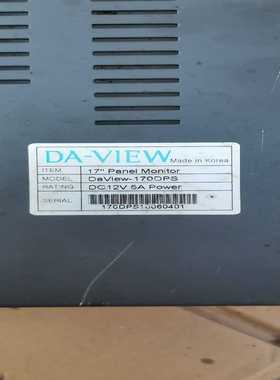 DA-VIEW Made in Korea
ITEM 17" Panel Monitor
MODEL DaView-170DPS
RATING DC12V 5A Power
SERIAL
170DPS10060401